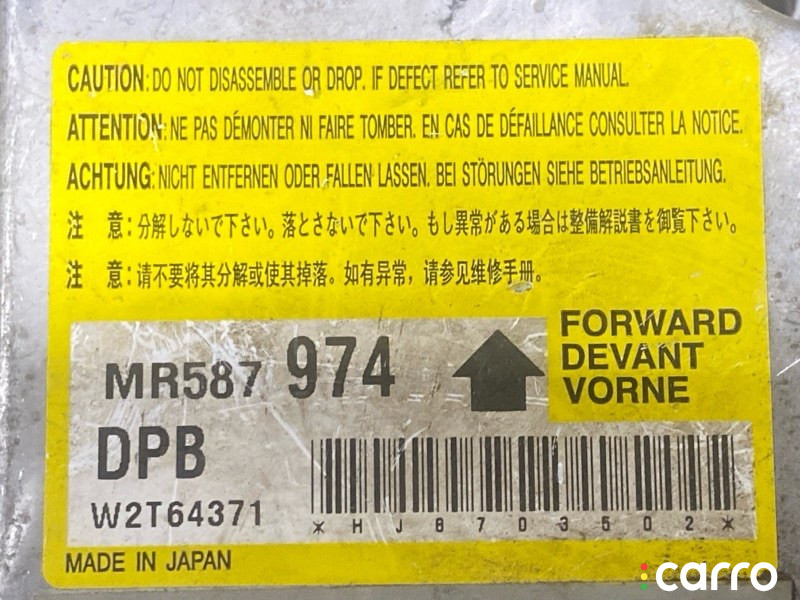 CAUTION: DO NOT DISASSEMBLE OR DROP. IF DEFECT REFER TO SERVICE MANUAL.
ATTENTION: NE PAS DÉMONTER NI FAIRE TOMBER. EN CAS DE DÉFAILLANCE CONSULTER LA NOTICE.
ACHTUNG: NICHT ENTFERNEN ODER FALLEN LASSEN. BEI STÖRUNGEN SIEHE BETRIEBSANLEITUNG.
注 意:分解しないで下さい。落とさないで下さい。もし異常がある場合は整備解説書を御覧下さい。
注 意:请不要将其分解或使其掉落。如有异常，请参见维修手册。
FORWARD
DEVANT
VORNE
MR587 974
DPB
W2T64371
*HJ6703502*
MADE IN JAPAN
carro